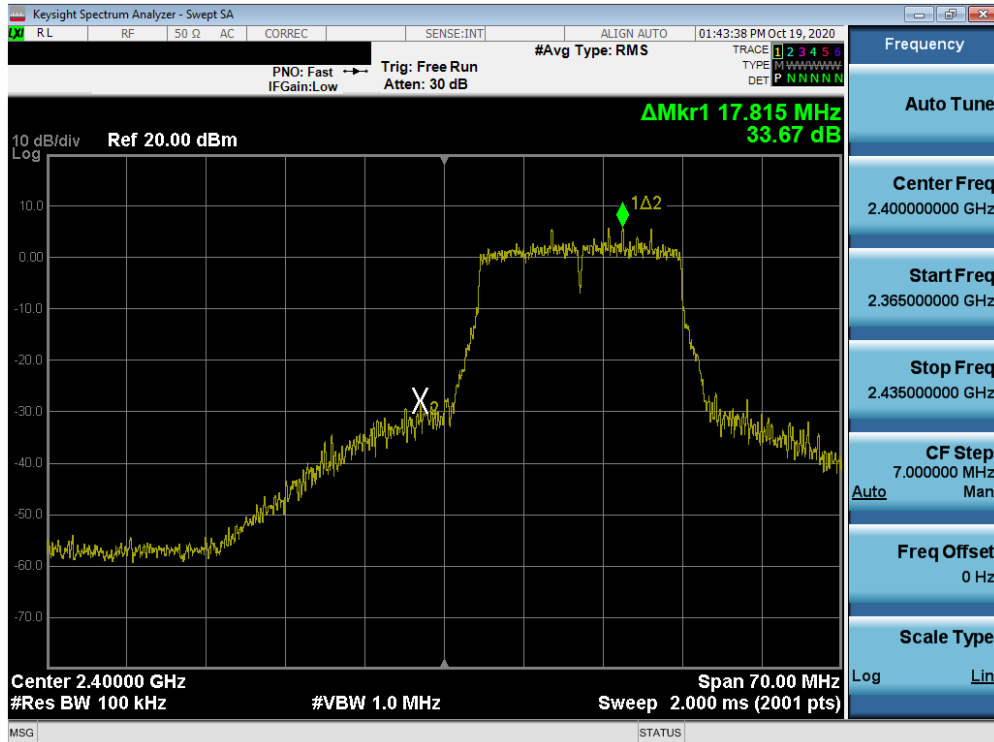 Keysight Spectrum Analyzer - Swept SA
LXI RL RF 50 Ω AC CORREC SENSE:INT ALIGN AUTO 01:43:38 PM Oct 19, 2020
#Avg Type: RMS
TRACE 1 2 3 4 5 6
PNO: Fast Trig: Free Run
TYPE M WWWWW
IFGain:Low Atten: 30 dB
DET P N N N N N
ΔMkr1 17.815 MHz
33.67 dB
10 dB/div Ref 20.00 dBm
Log
10.0
1Δ2
0.00
-10.0
-20.0
-30.0
X2
-40.0
-50.0
-60.0
-70.0
Center 2.40000 GHz Span 70.00 MHz
#Res BW 100 kHz #VBW 1.0 MHz Sweep 2.000 ms (2001 pts)
MSG STATUS
Frequency
Auto Tune
Center Freq
2.400000000 GHz
Start Freq
2.365000000 GHz
Stop Freq
2.435000000 GHz
CF Step
7.000000 MHz
Auto Man
Freq Offset
0 Hz
Scale Type
Log Lin